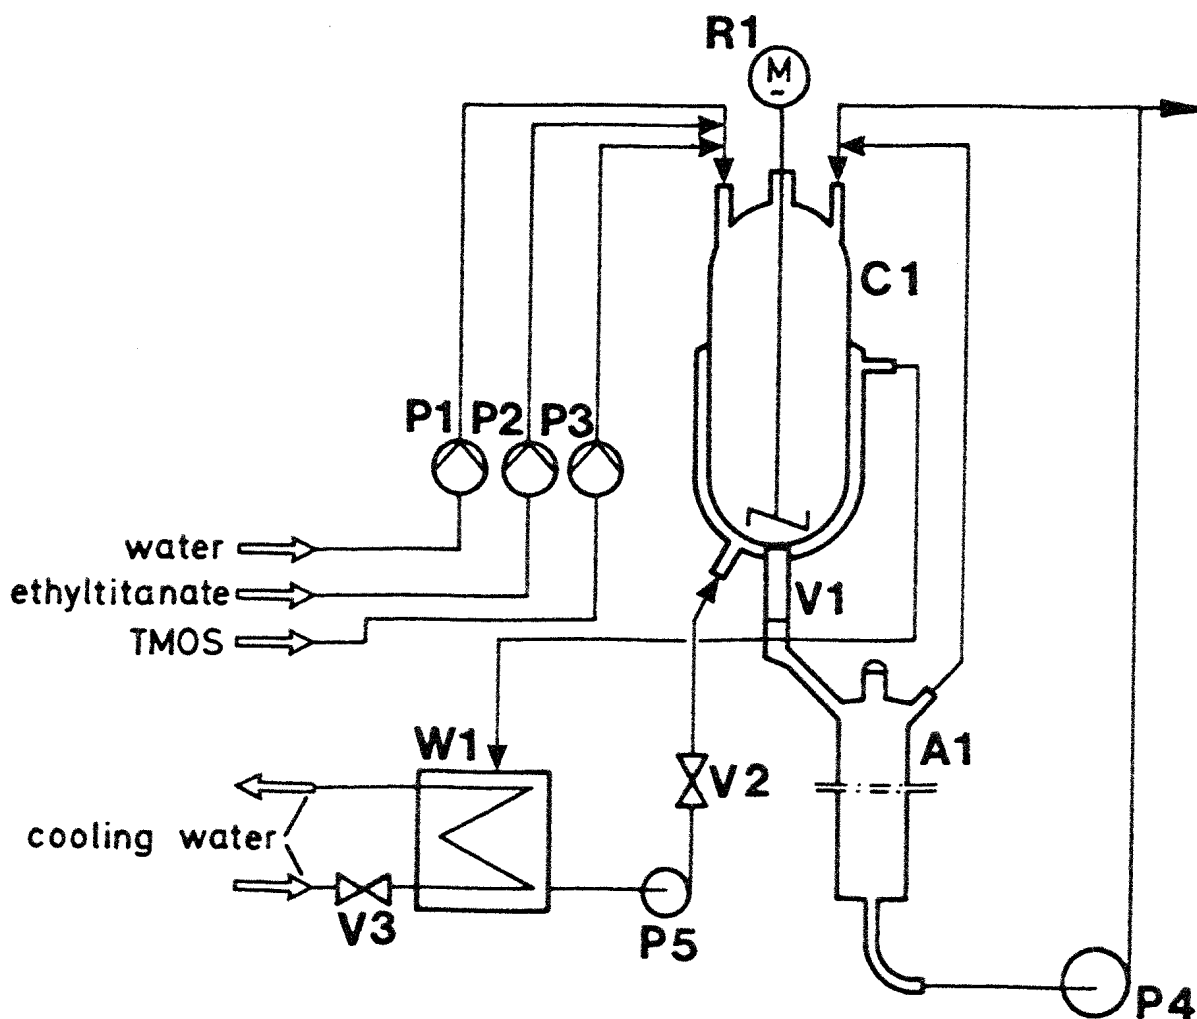 R1
M
~
C1
P1 P2 P3
water
ethyltitanate
TMOS
V1
W1
A1
V2
cooling water
V3
P5
P4